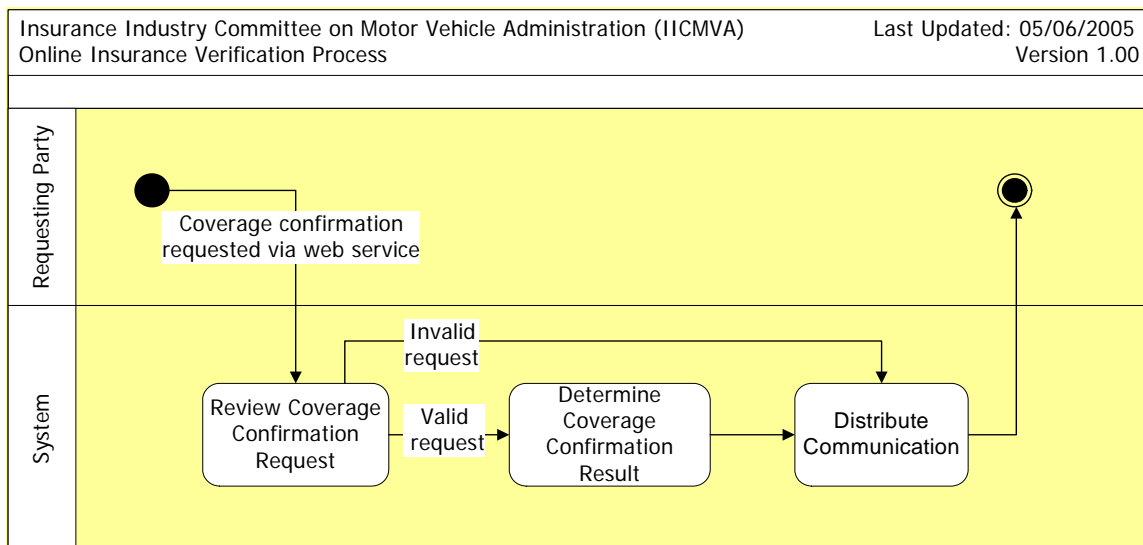 Insurance Industry Committee on Motor Vehicle Administration (IICMVA)
Last Updated: 05/06/2005
Online Insurance Verification Process
Version 1.00
Requesting Party
Coverage confirmation
requested via web service
System
Invalid
request
Review Coverage
Confirmation
Request
Valid
request
Determine
Coverage
Confirmation
Result
Distribute
Communication